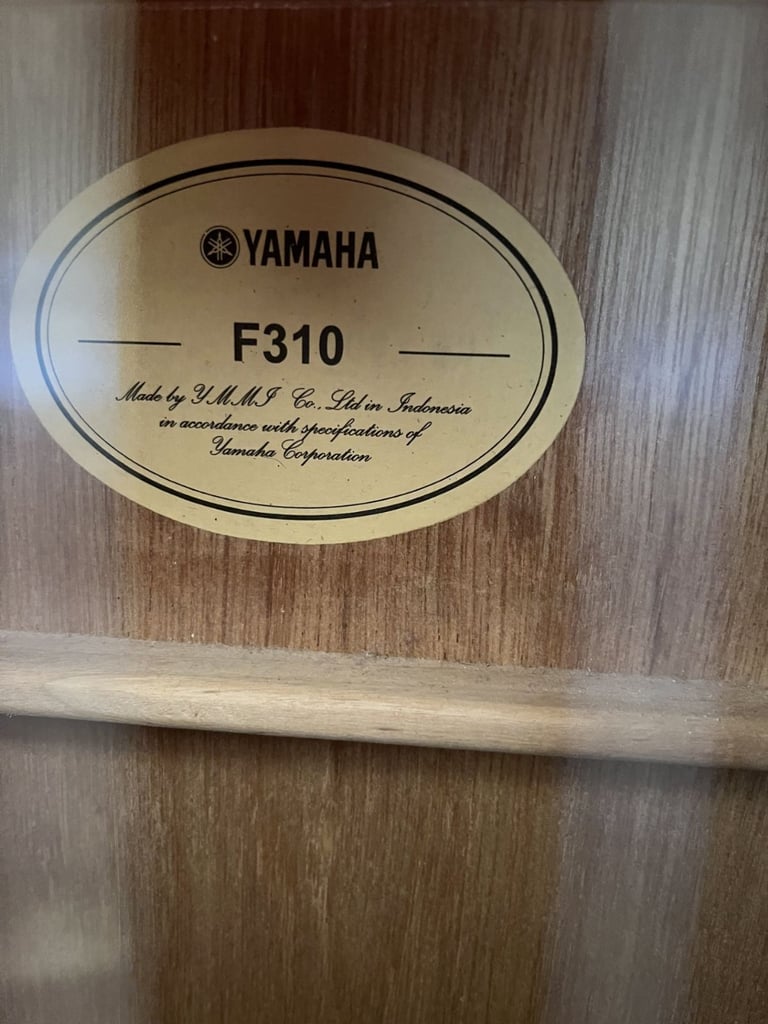 YAMAHA
F310
Made by YMMI Co., Ltd in Indonesia
in accordance with specifications of
Yamaha Corporation